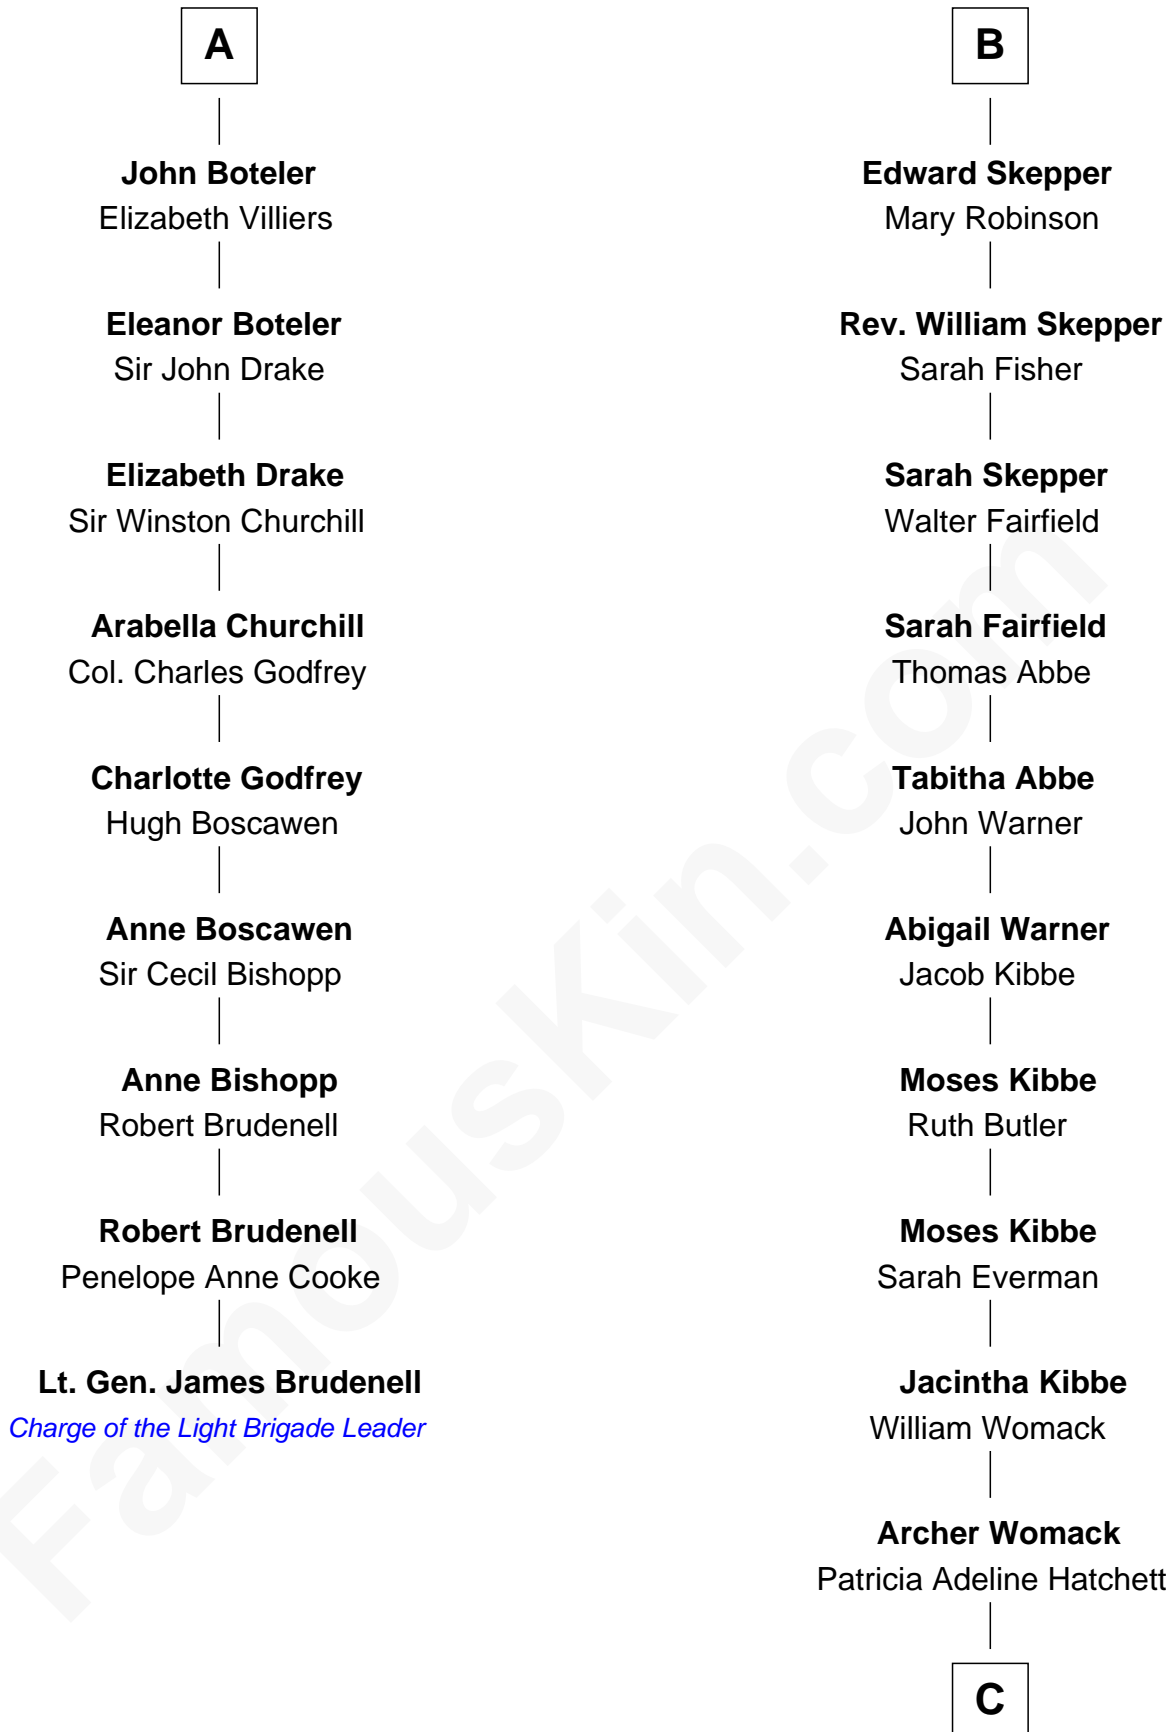 A
John Boteler
Elizabeth Villiers
Eleanor Boteler
Sir John Drake
Elizabeth Drake
Sir Winston Churchill
Arabella Churchill
Col. Charles Godfrey
Charlotte Godfrey
Hugh Boscawen
Anne Boscawen
Sir Cecil Bishopp
Anne Bishopp
Robert Brudenell
Robert Brudenell
Penelope Anne Cooke
Lt. Gen. James Brudenell
Charge of the Light Brigade Leader
B
Edward Skepper
Mary Robinson
Rev. William Skepper
Sarah Fisher
Sarah Skepper
Walter Fairfield
Sarah Fairfield
Thomas Abbe
Tabitha Abbe
John Warner
Abigail Warner
Jacob Kibbe
Moses Kibbe
Ruth Butler
Moses Kibbe
Sarah Everman
Jacintha Kibbe
William Womack
Archer Womack
Patricia Adeline Hatchett
C
FamousKin.com